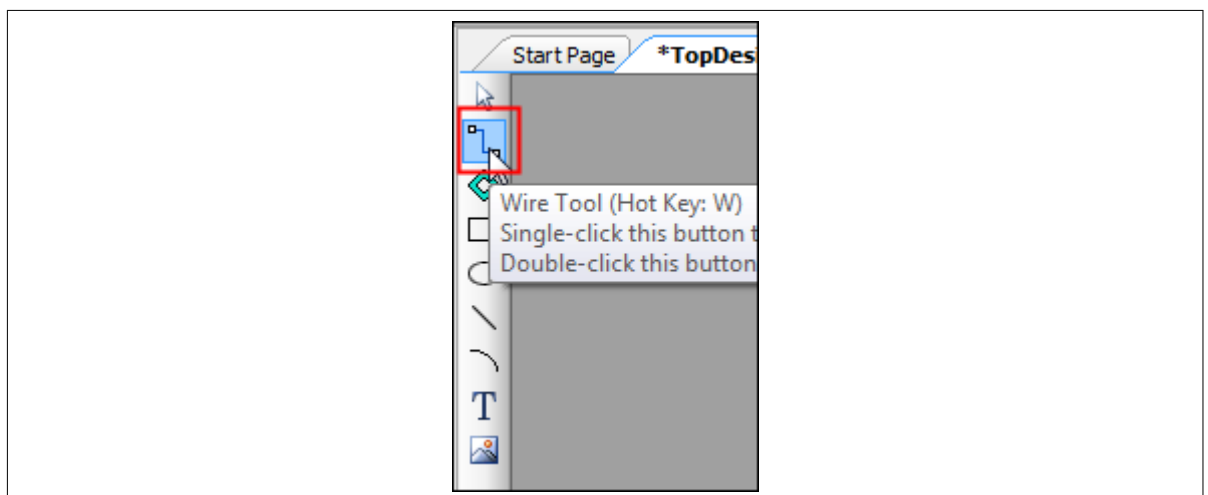 Start Page
*TopDesi
Wire Tool (Hot Key: W)
Single-click this button t
Double-click this button
T